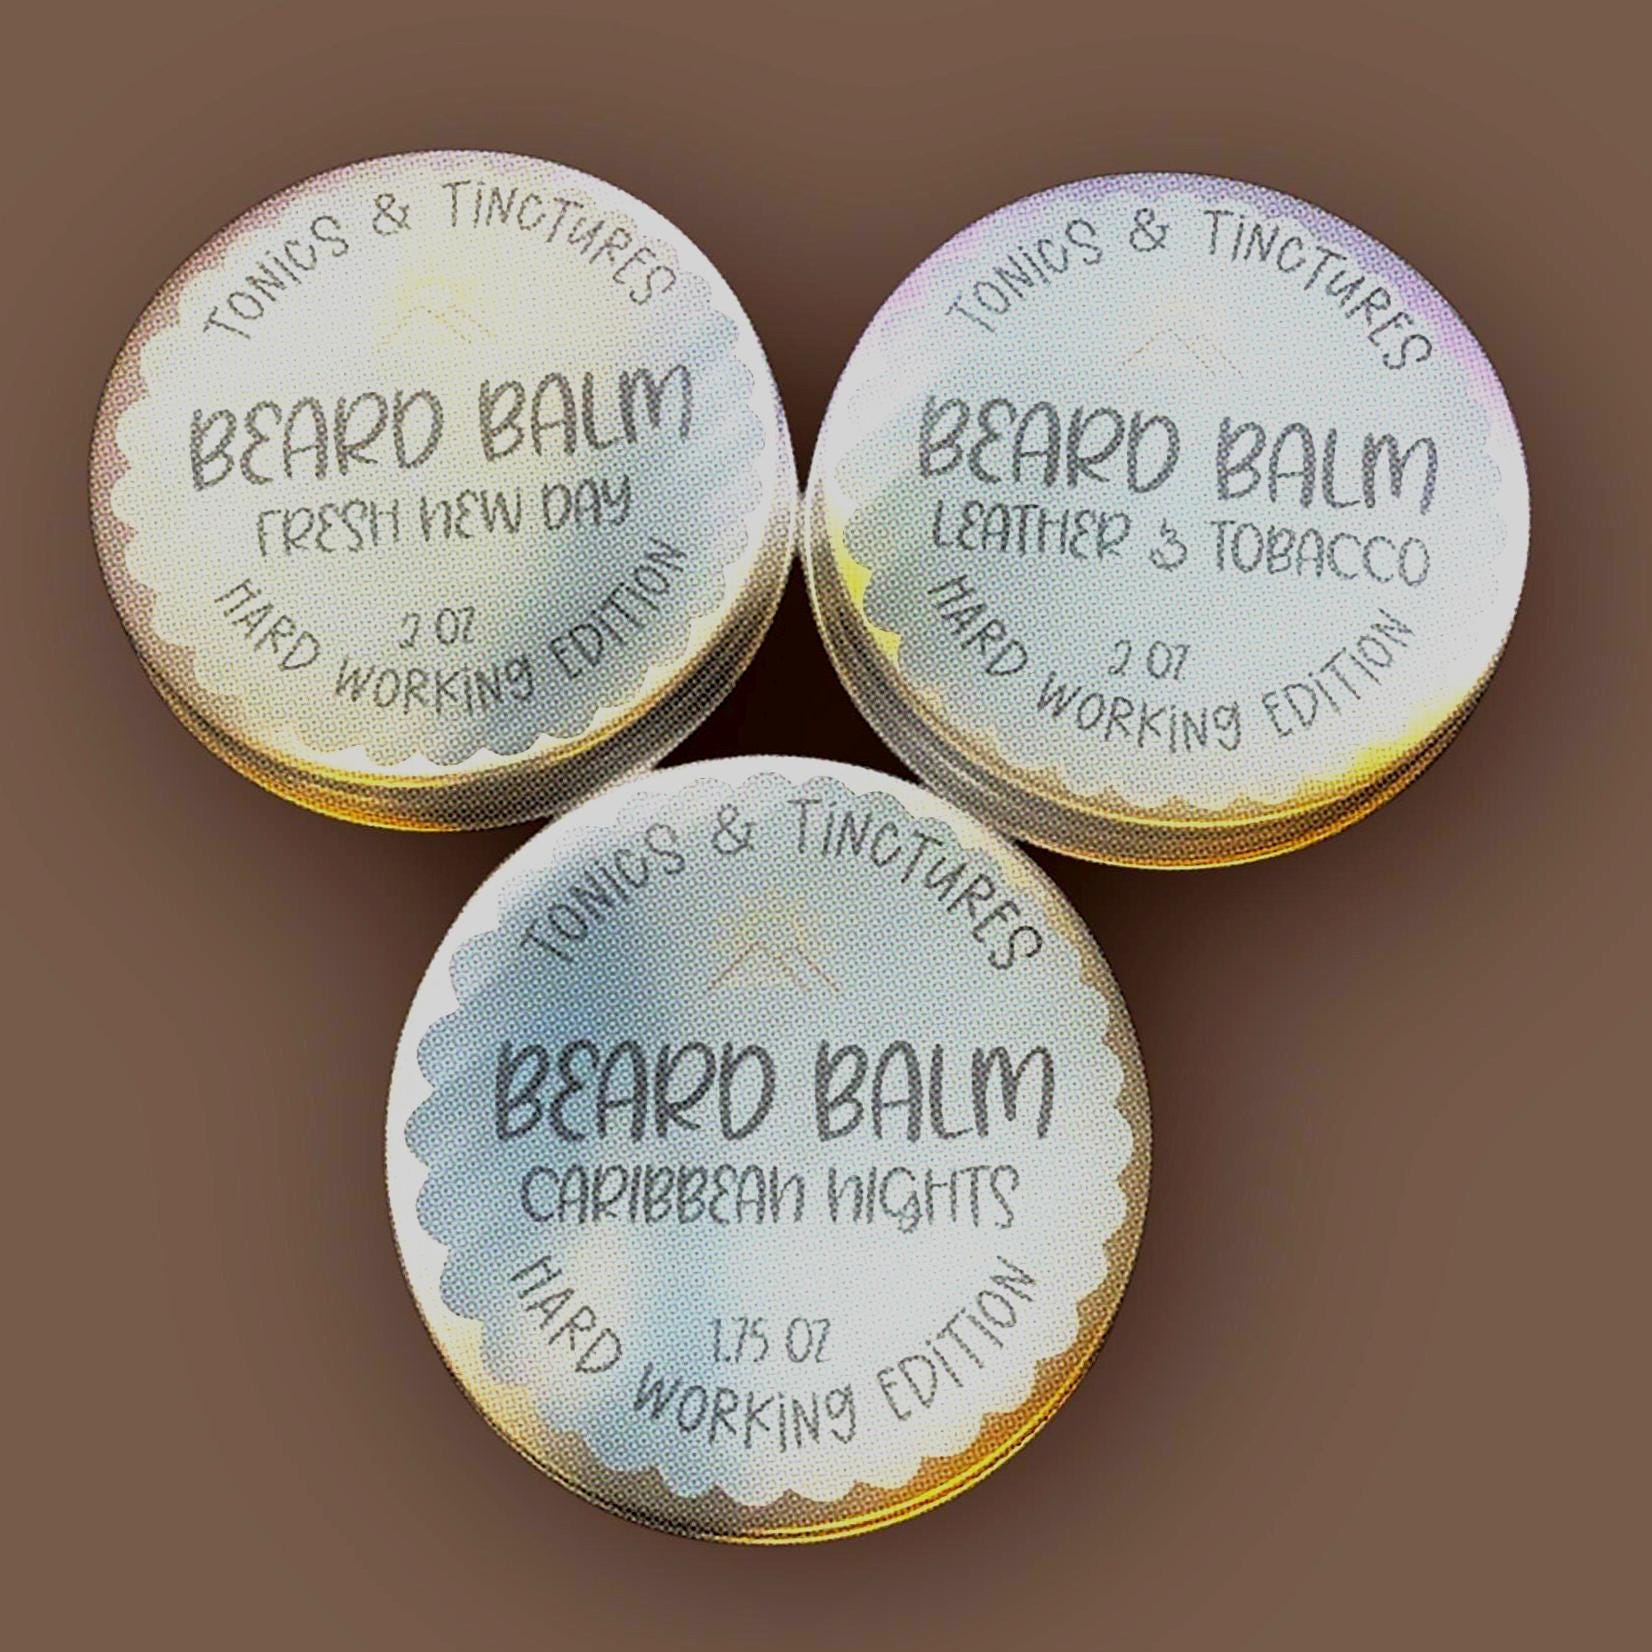 TONICS & TINCTURES
BEARD BALM
FRESH NEW DAY
2 OZ
HARD WORKING EDITION
TONICS & TINCTURES
BEARD BALM
LEATHER & TOBACCO
2 OZ
HARD WORKING EDITION
TONICS & TINCTURES
BEARD BALM
CARIBBEAN NIGHTS
1.75 OZ
HARD WORKING EDITION